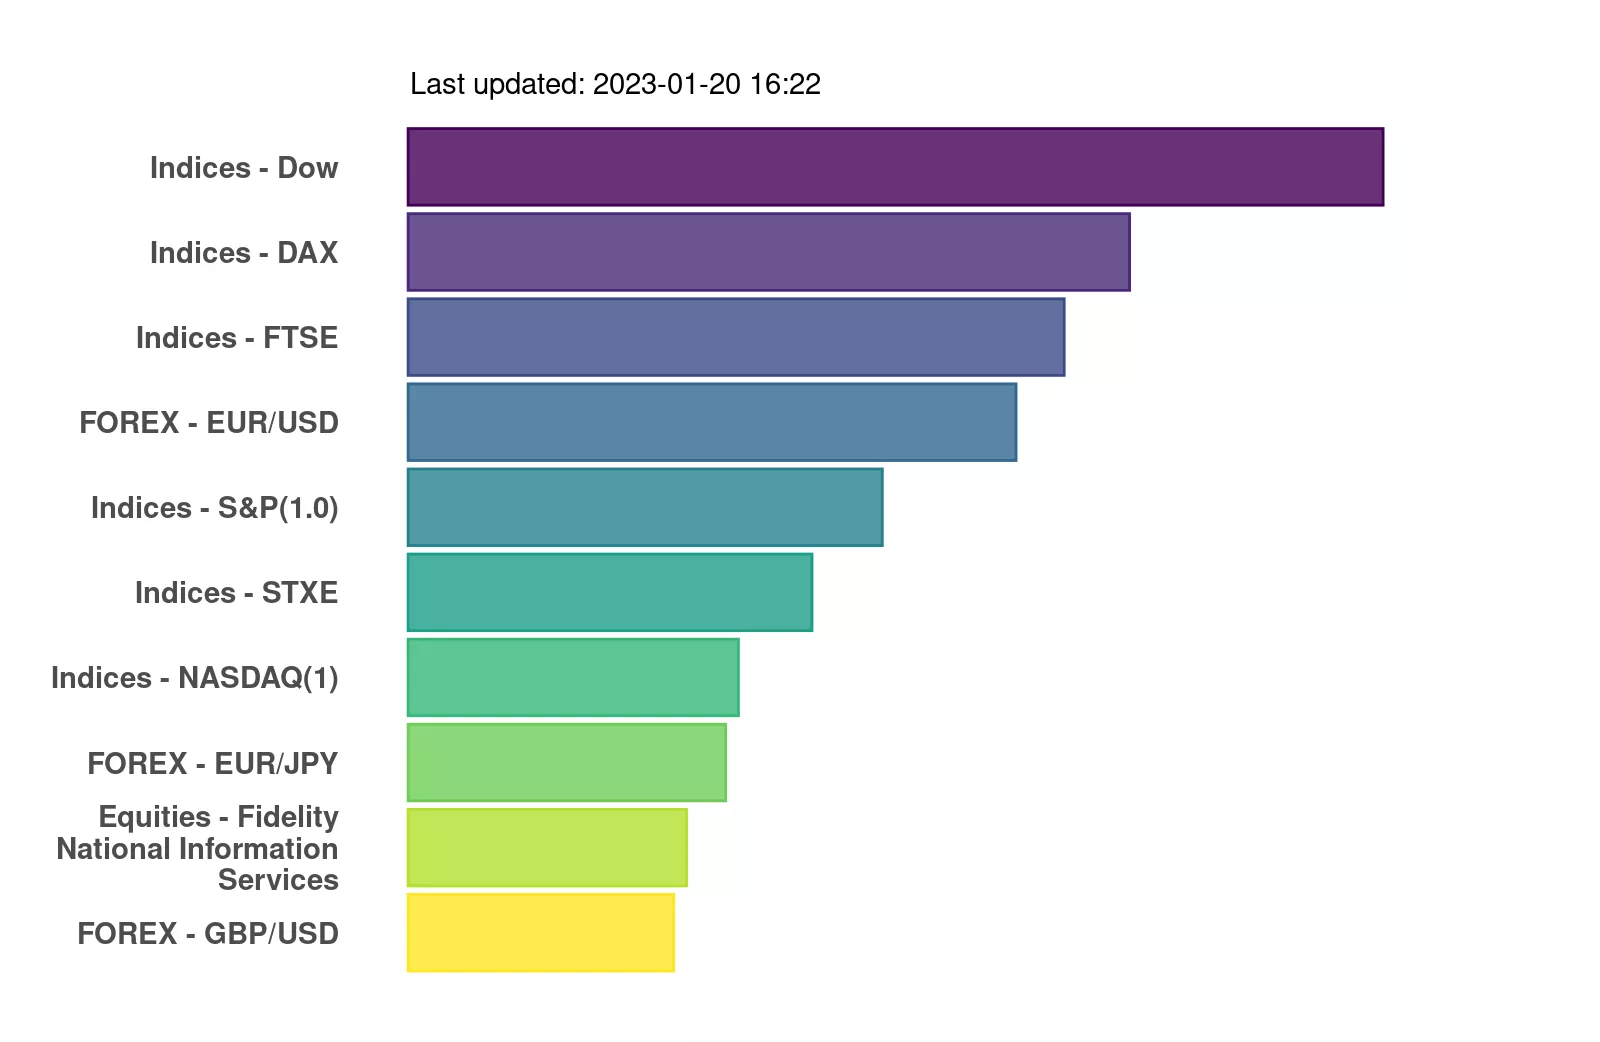 Last updated: 2023-01-20 16:22
Indices - Dow
Indices - DAX
Indices - FTSE
FOREX - EUR/USD
Indices - S&P(1.0)
Indices - STXE
Indices - NASDAQ(1)
FOREX - EUR/JPY
Equities - Fidelity
National Information
Services
FOREX - GBP/USD